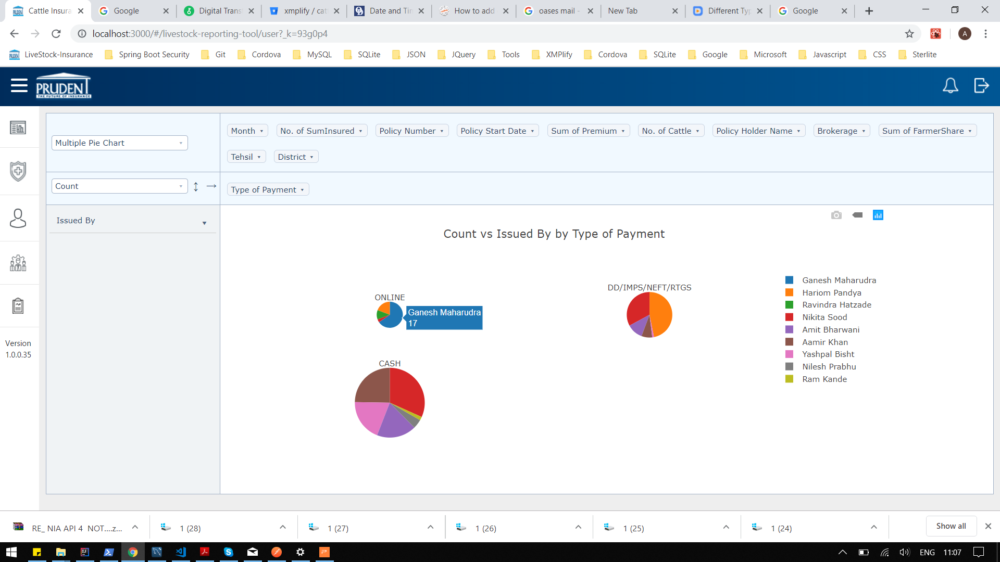 Cattle Insura
Google
Digital Trans
xmplify / catt
Date and Tim
How to add
oases mail -
New Tab
Different Typ
Google
localhost:3000/#/livestock-reporting-tool/user?_k=93g0p4
A
LiveStock-Insurance
Spring Boot Security
Git
Cordova
MySQL
SQLite
JSON
JQuery
Tools
XMPlify
Cordova
SQLite
Google
Microsoft
Javascript
CSS
Sterlite
PRUDENT
THE FUTURE OF INSURANCE
Multiple Pie Chart
Month
No. of SumInsured
Policy Number
Policy Start Date
Sum of Premium
No. of Cattle
Policy Holder Name
Brokerage
Sum of FarmerShare
Tehsil
District
Count
Type of Payment
Issued By
Count vs Issued By by Type of Payment
ONLINE
Ganesh Maharudra
17
DD/IMPS/NEFT/RTGS
CASH
Ganesh Maharudra
Hariom Pandya
Ravindra Hatzade
Nikita Sood
Amit Bharwani
Aamir Khan
Yashpal Bisht
Nilesh Prabhu
Ram Kande
Version
1.0.0.35
RE_ NIA API 4 NOT....z...
1 (28)
1 (27)
1 (26)
1 (25)
1 (24)
Show all
ENG
11:07